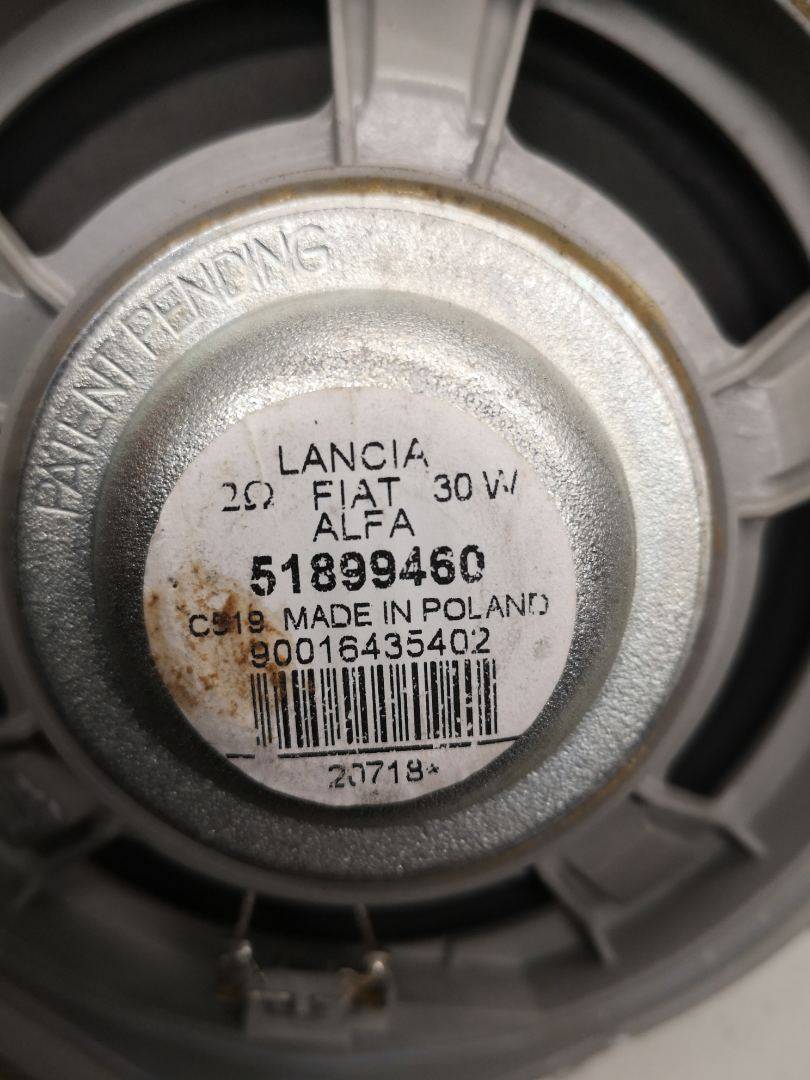 PATENT PENDING
LANCIA
2Ω FIAT 30 W
ALFA
51899460
C519 MADE IN POLAND
90016435402
20718*